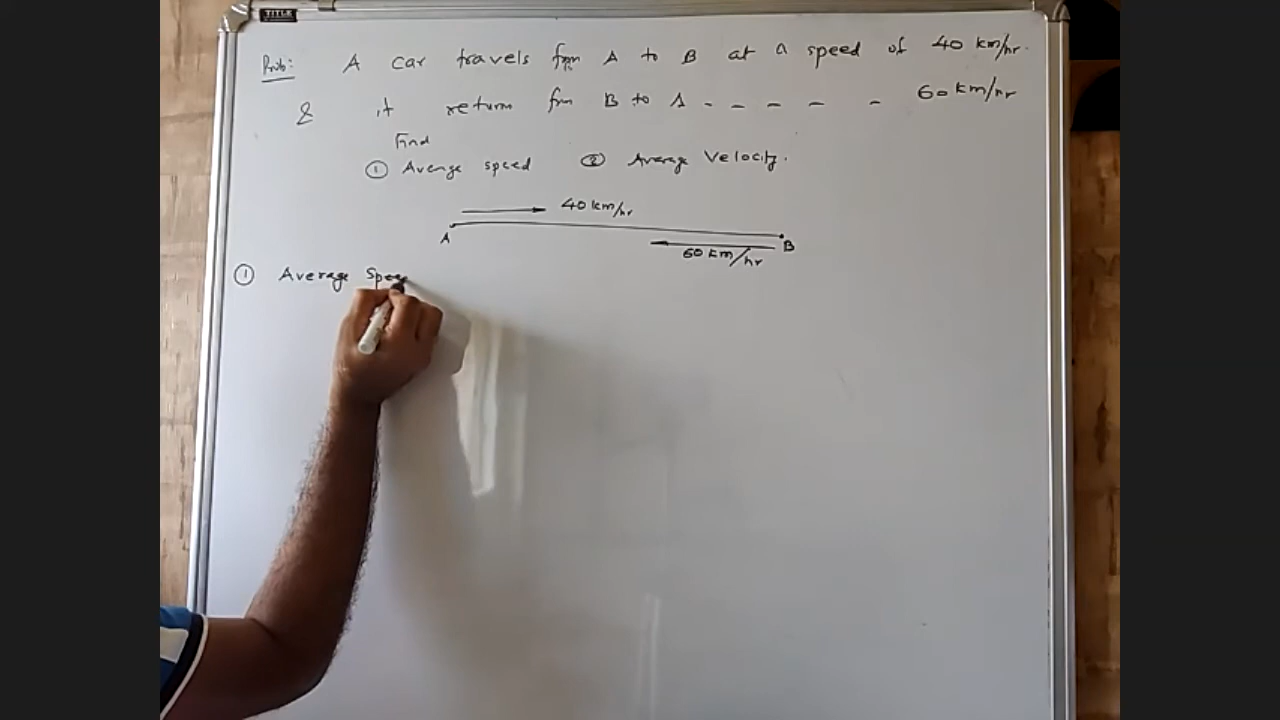 TITLE
Prob: A car travels from A to B at a speed of 40 km/hr.
& it return from B to A - - - - - 60 km/hr
Find
① Average speed ② Average Velocity.
40 km/hr
A B
60 km/hr
① Average Spee